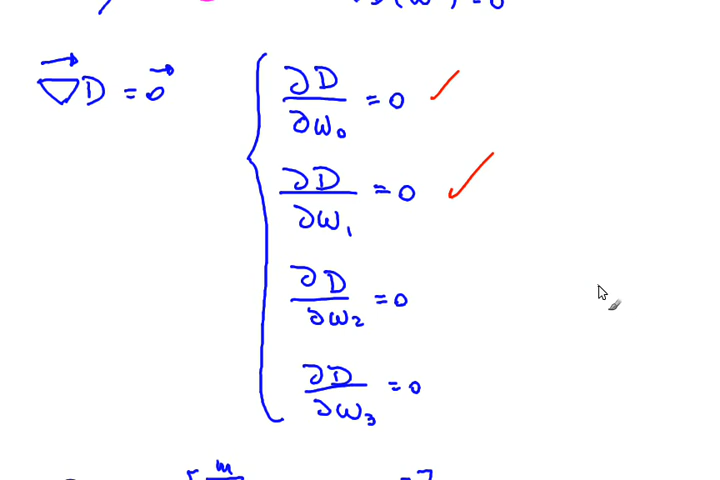 ∇⃗D = 0⃗
∂D/∂w₀ = 0 ✓
∂D/∂w₁ = 0 ✓
∂D/∂w₂ = 0
∂D/∂w₃ = 0